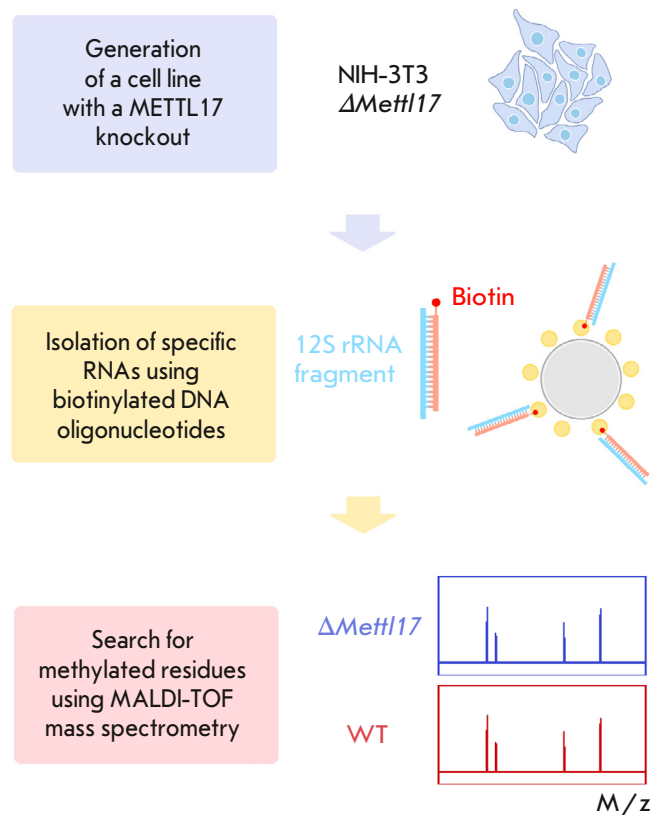 Generation
of a cell line
with a METTL17
knockout
NIH-3T3
ΔMettl17
Isolation of specific
RNAs using
biotinylated DNA
oligonucleotides
Biotin
12S rRNA
fragment
Search for
methylated residues
using MALDI-TOF
mass spectrometry
ΔMettl17
WT
M/z